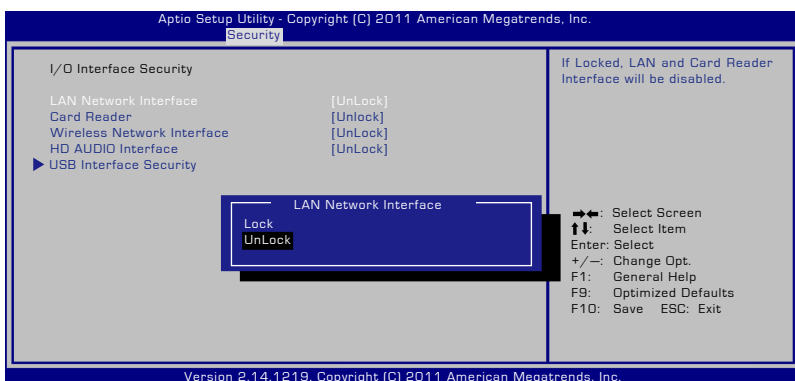 Aptio Setup Utility - Copyright (C) 2011 American Megatrends, Inc.
Security
I/O Interface Security
LAN Network Interface [UnLock]
Card Reader [Unlock]
Wireless Network Interface [UnLock]
HD AUDIO Interface [UnLock]
USB Interface Security
If Locked, LAN and Card Reader
Interface will be disabled.
LAN Network Interface
Lock
UnLock
→←: Select Screen
↑↓: Select Item
Enter: Select
+/—: Change Opt.
F1: General Help
F9: Optimized Defaults
F10: Save ESC: Exit
Version 2.14.1219. Copyright (C) 2011 American Megatrends, Inc.